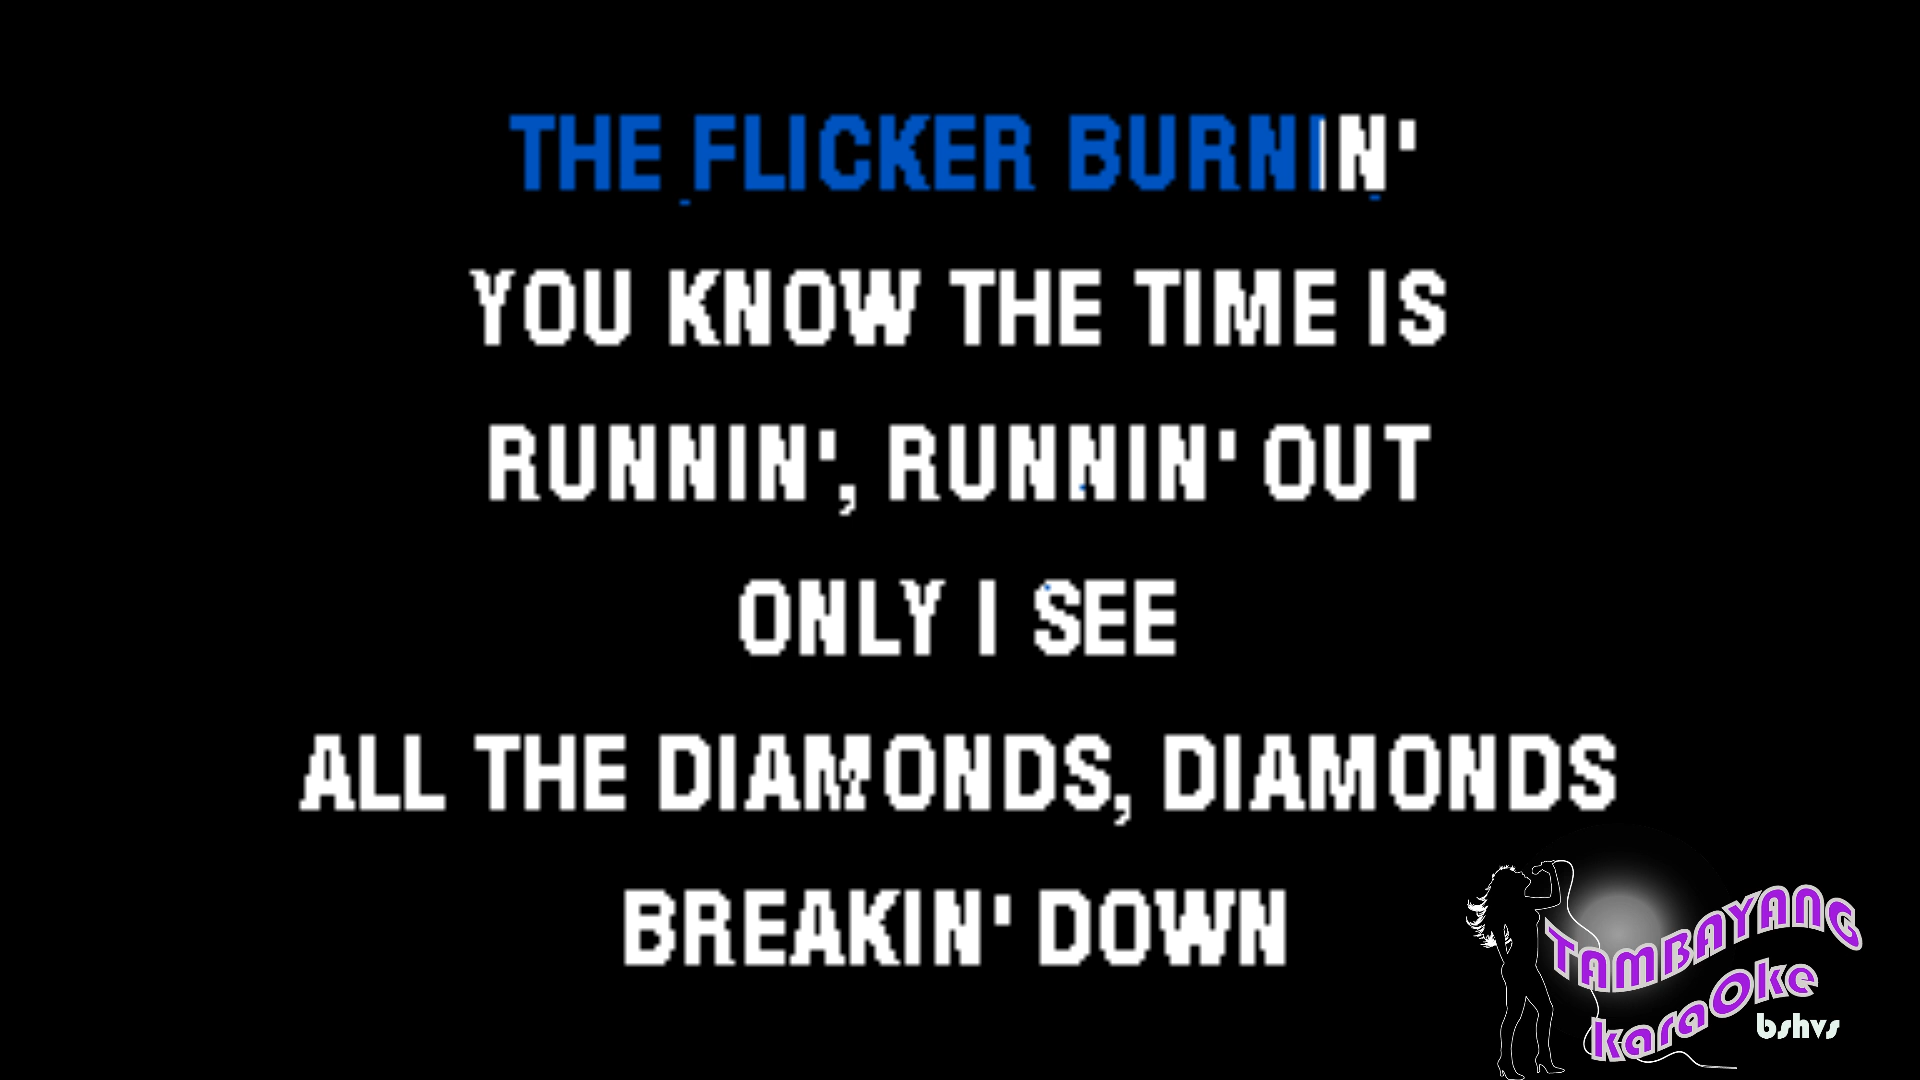 THE FLICKER BURNIN'
YOU KNOW THE TIME IS
RUNNIN', RUNNIN' OUT
ONLY I SEE
ALL THE DIAMONDS, DIAMONDS
BREAKIN' DOWN
TAMBAYANG
karaOke
bshvs